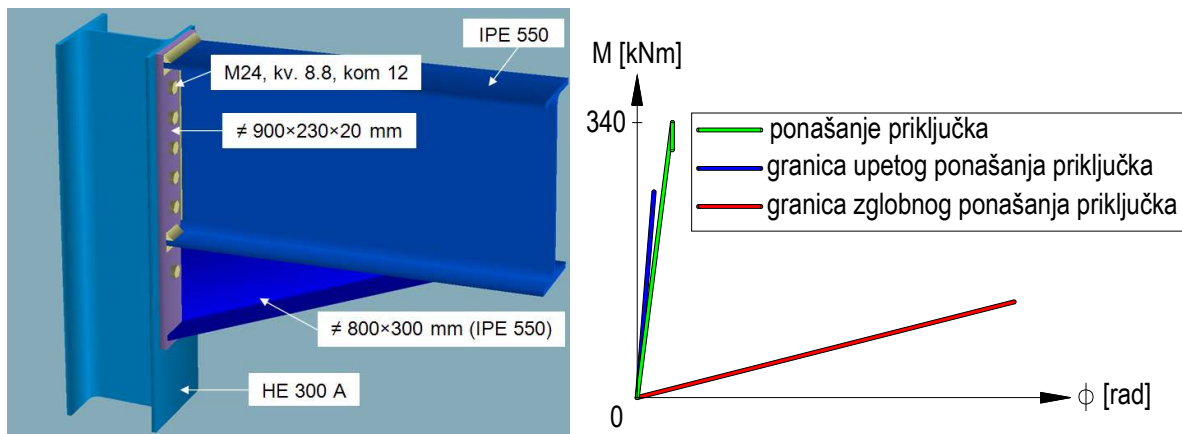 IPE 550
M24, kv. 8.8, kom 12
≠ 900×230×20 mm
≠ 800×300 mm (IPE 550)
HE 300 A
M [kNm]
340
ponašanje priključka
granica upetog ponašanja priključka
granica zglobnog ponašanja priključka
0
ϕ [rad]